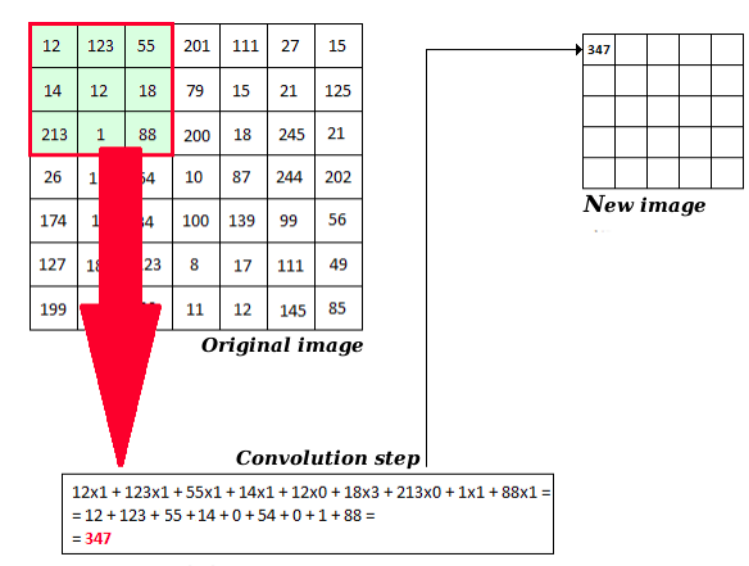 12 123 55 201 111 27 15
347
14 12 18 79 15 21 125
213 1 88 200 18 245 21
26 10 87 244 202
174 100 139 99 56
127 8 17 111 49
199 11 12 145 85
New image
Original image
Convolution step
12x1 + 123x1 + 55x1 + 14x1 + 12x0 + 18x3 + 213x0 + 1x1 + 88x1 =
= 12 + 123 + 55 +14 + 0 + 54 + 0 + 1 + 88 =
= 347